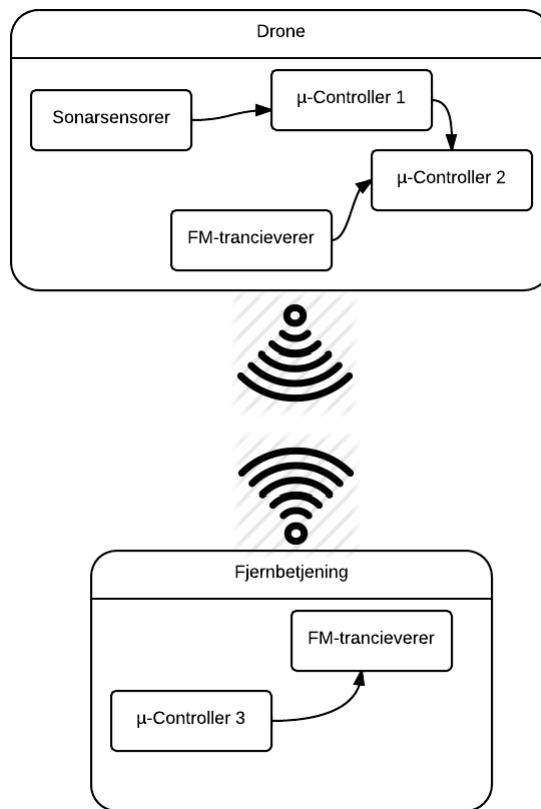 Drone
Sonarsensorer
µ-Controller 1
µ-Controller 2
FM-trancieverer
Fjernbetjening
FM-trancieverer
µ-Controller 3